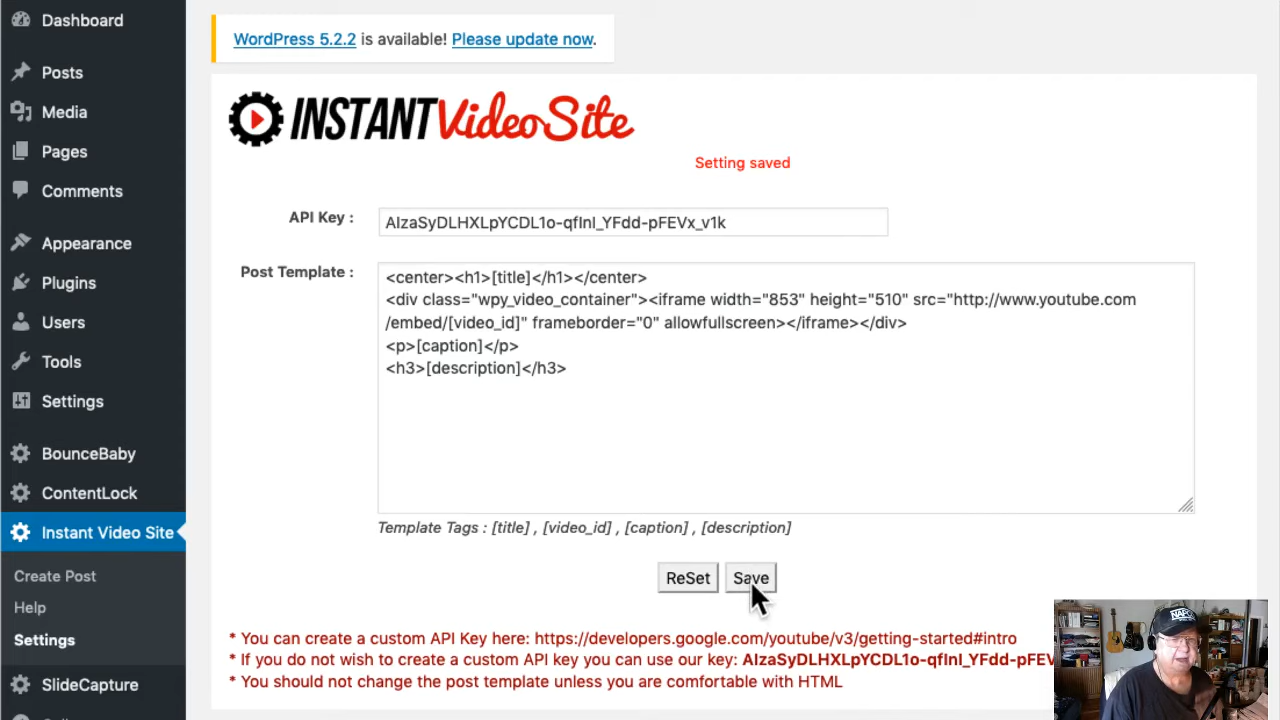 Dashboard
Posts
Media
Pages
Comments
Appearance
Plugins
Users
Tools
Settings
BounceBaby
ContentLock
Instant Video Site
Create Post
Help
Settings
SlideCapture
WordPress 5.2.2 is available! Please update now.
INSTANT VideoSite
Setting saved
API Key : AIzaSyDLHXLpYCDL1o-qfInI_YFdd-pFEVx_v1k
Post Template :
<center><h1>[title]</h1></center>
<div class="wpy_video_container"><iframe width="853" height="510" src="http://www.youtube.com
/embed/[video_id]" frameborder="0" allowfullscreen></iframe></div>
<p>[caption]</p>
<h3>[description]</h3>
Template Tags : [title] , [video_id] , [caption] , [description]
ReSet Save
* You can create a custom API Key here: https://developers.google.com/youtube/v3/getting-started#intro
* If you do not wish to create a custom API key you can use our key: AIzaSyDLHXLpYCDL1o-qfInI_YFdd-pFEV
* You should not change the post template unless you are comfortable with HTML